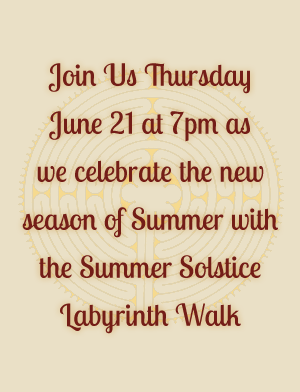 Join Us Thursday
June 21 at 7pm as
we celebrate the new
season of Summer with
the Summer Solstice
Labyrinth Walk